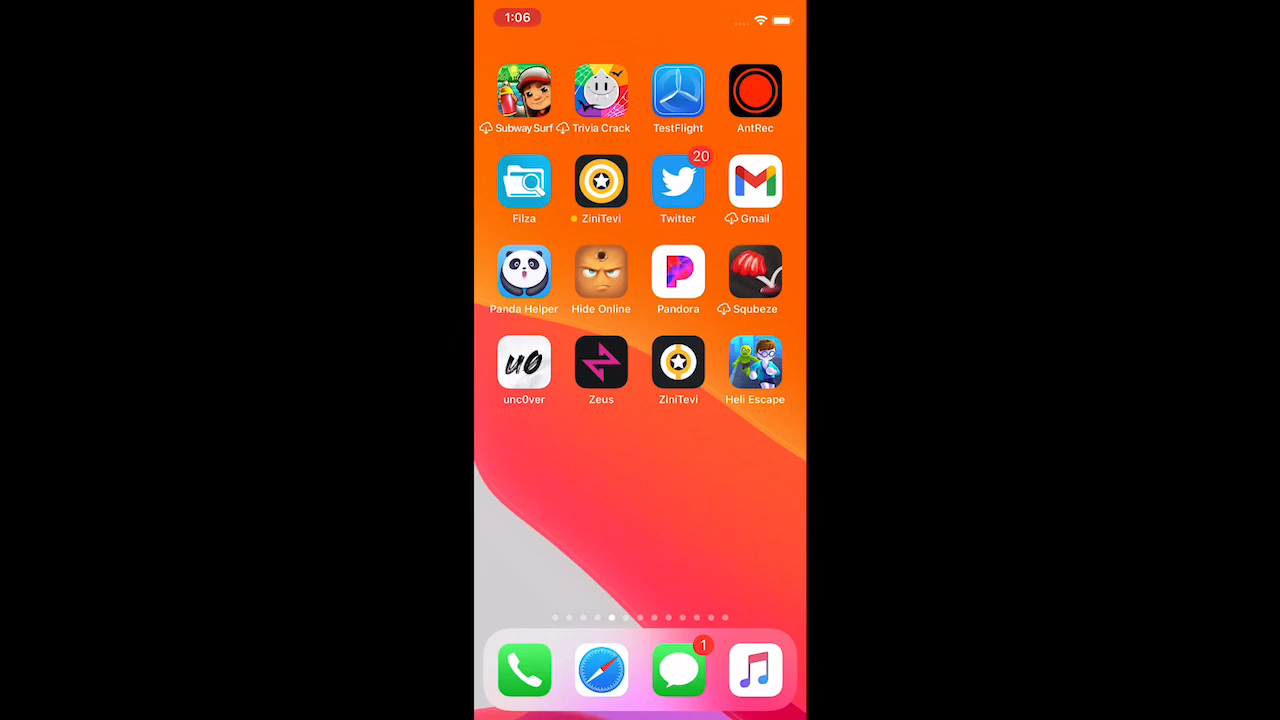 1:06
Subway Surf Trivia Crack TestFlight AntRec
20
Filza ZiniTevi Twitter Gmail
Panda Helper Hide Online Pandora Squbeze
u0
unc0ver Zeus ZiniTevi Heli Escape
1